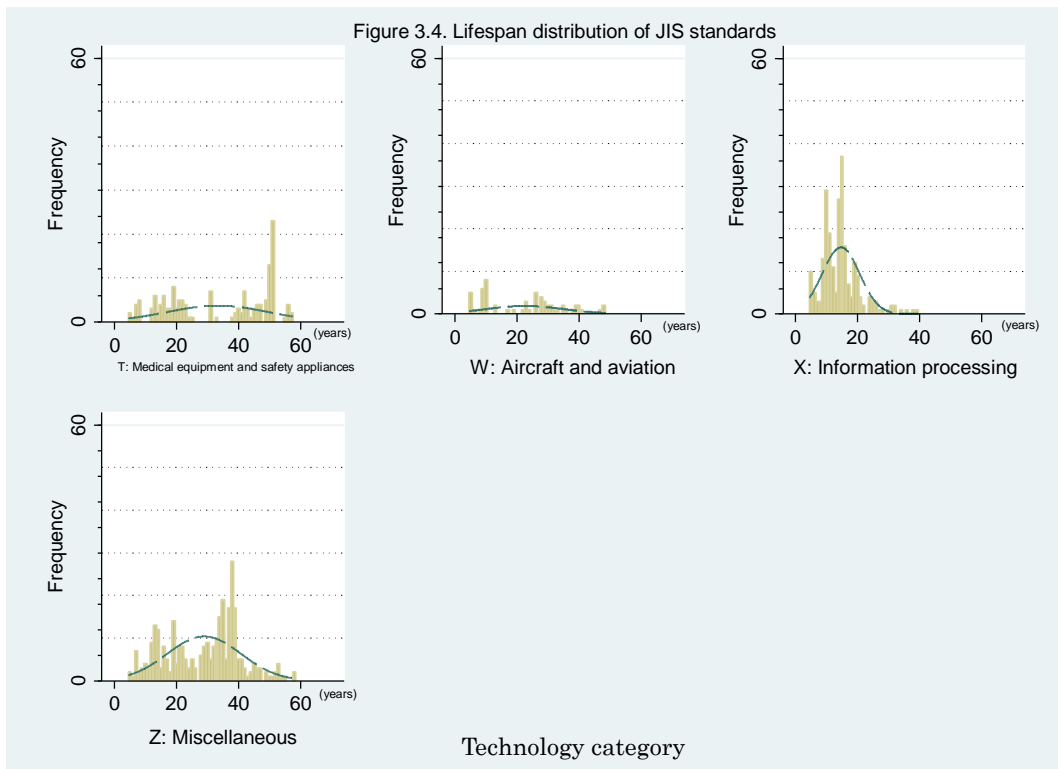 Figure 3.4. Lifespan distribution of JIS standards
60
0
Frequency
0 20 40 60 (years)
T: Medical equipment and safety appliances
60
0
Frequency
0 20 40 60
W: Aircraft and aviation
60
0
Frequency
0 20 40 60
X: Information processing
60
0
Frequency
0 20 40 60 (years)
Z: Miscellaneous
Technology category